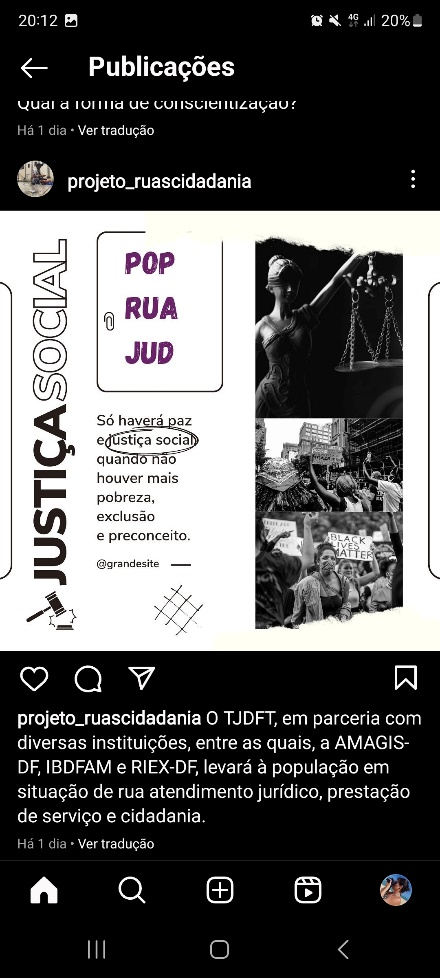 20:12
4G
20%
Publicações
Qual a forma de conscientização?
Há 1 dia • Ver tradução
projeto_ruascidadania
JUSTIÇA SOCIAL
POP
RUA
JUD
Só haverá paz
e justiça social
quando não
houver mais
pobreza,
exclusão
e preconceito.
@grandesite
BLACK
LIVES
MATTER
projeto_ruascidadania O TJDFT, em parceria com
diversas instituições, entre as quais, a AMAGIS-
DF, IBDFAM e RIEX-DF, levará à população em
situação de rua atendimento jurídico, prestação
de serviço e cidadania.
Há 1 dia • Ver tradução